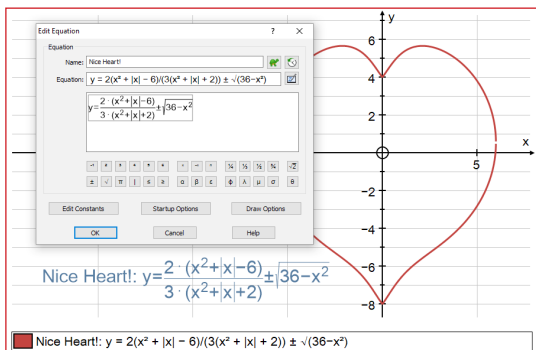 Edit Equation ? ×
Equation
Name: Nice Heart!
Equation: y = 2(x² + |x| − 6)/(3(x² + |x| + 2)) ± √(36-x²)
y=2·(x²+|x|−6)/3·(x²+|x|+2)±√36−x²
¼ ⅓ ½ ¾ √2
± √ π | ≤ ≥ α β ε ϕ λ μ σ θ
Edit Constants Startup Options Draw Options
OK Cancel Help
y
6
4
2
x
5
−2
−4
−6
−8
Nice Heart!: y=2·(x²+|x|−6)/3·(x²+|x|+2)±√36−x²
Nice Heart!: y = 2(x² + |x| − 6)/(3(x² + |x| + 2)) ± √(36-x²)